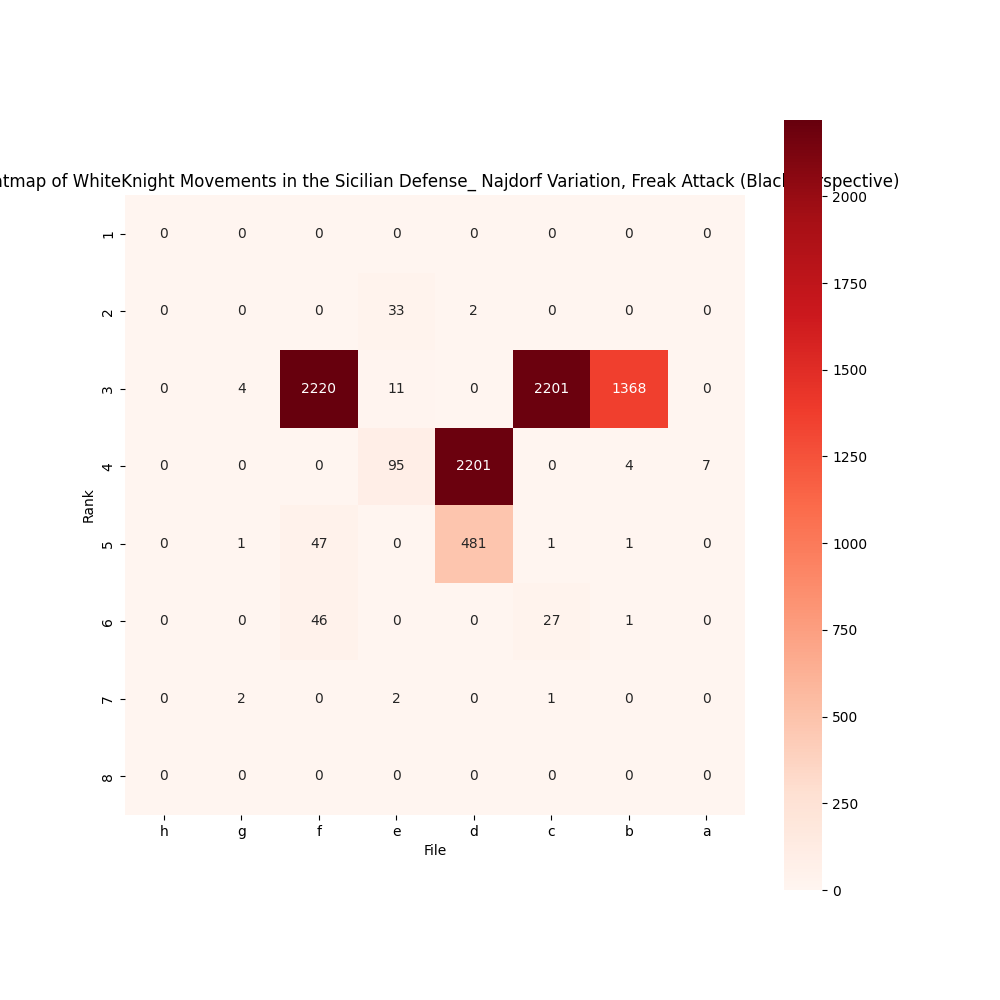 atmap of WhiteKnight Movements in the Sicilian Defense_ Najdorf Variation, Freak Attack (Blac rspective)
Rank
1 0 0 0 0 0 0 0 0
2 0 0 0 33 2 0 0 0
3 0 4 2220 11 0 2201 1368 0
4 0 0 0 95 2201 0 4 7
5 0 1 47 0 481 1 1 0
6 0 0 46 0 0 27 1 0
7 0 2 0 2 0 1 0 0
8 0 0 0 0 0 0 0 0
h g f e d c b a
File
2000
1750
1500
1250
1000
750
500
250
0